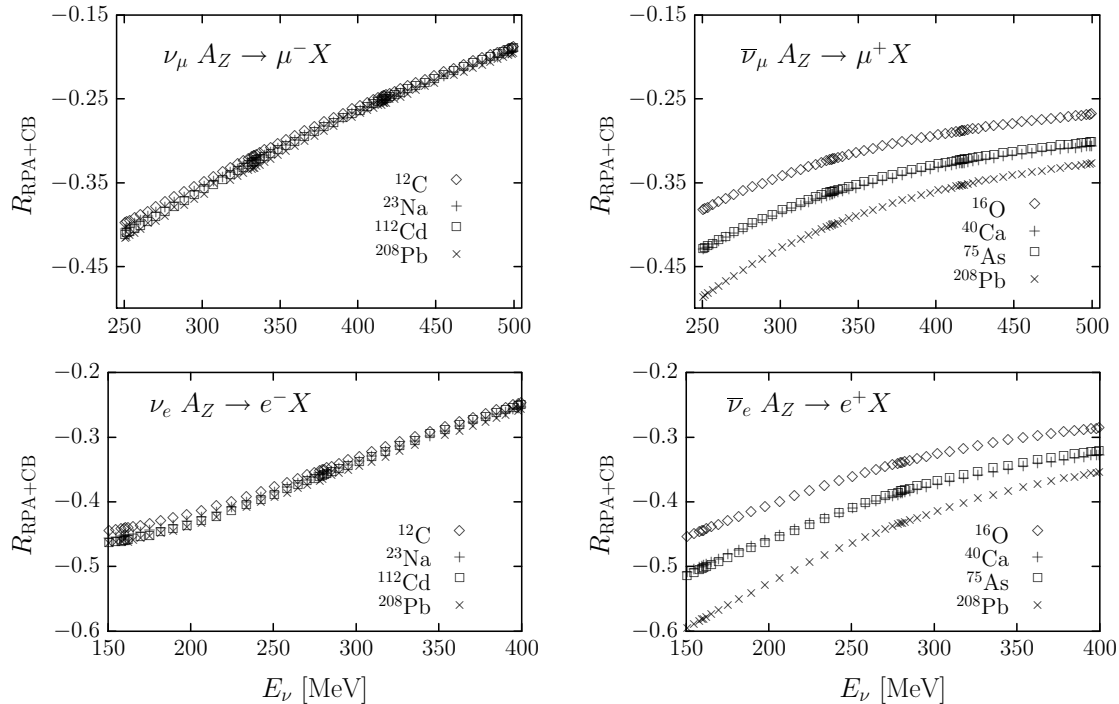 −0.15
−0.25
−0.35
−0.45
R_RPA+CB
ν_μ A_Z → μ⁻X
¹²C
²³Na
¹¹²Cd
²⁰⁸Pb
250 300 350 400 450 500
−0.15
−0.25
−0.35
−0.45
R_RPA+CB
ν̅_μ A_Z → μ⁺X
¹⁶O
⁴⁰Ca
⁷⁵As
²⁰⁸Pb
250 300 350 400 450 500
−0.2
−0.3
−0.4
−0.5
−0.6
R_RPA+CB
ν_e A_Z → e⁻X
¹²C
²³Na
¹¹²Cd
²⁰⁸Pb
150 200 250 300 350 400
E_ν [MeV]
−0.2
−0.3
−0.4
−0.5
−0.6
R_RPA+CB
ν̅_e A_Z → e⁺X
¹⁶O
⁴⁰Ca
⁷⁵As
²⁰⁸Pb
150 200 250 300 350 400
E_ν [MeV]